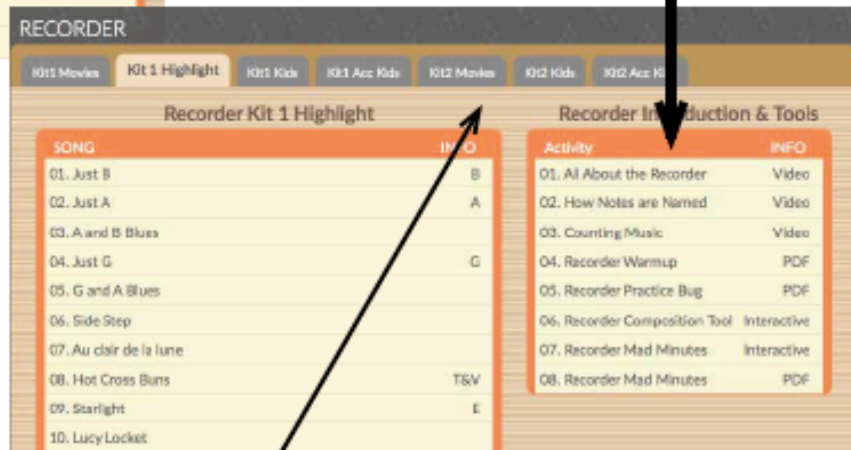 RECORDER
Kit1 Movies Kit 1 Highlight Kit1 Kids Kit1 Acc Kids Kit2 Movies Kit2 Kids Kit2 Acc
Recorder Kit 1 Highlight
SONG INFO
01. Just B B
02. Just A A
03. A and B Blues
04. Just G G
05. G and A Blues
06. Side Step
07. Au clair de la lune
08. Hot Cross Buns T&V
09. Starlight E
10. Lucy Locket
Recorder Introduction & Tools
Activity INFO
01. All About the Recorder Video
02. How Notes are Named Video
03. Counting Music Video
04. Recorder Warmup PDF
05. Recorder Practice Bug PDF
06. Recorder Composition Tool Interactive
07. Recorder Mad Minutes Interactive
08. Recorder Mad Minutes PDF